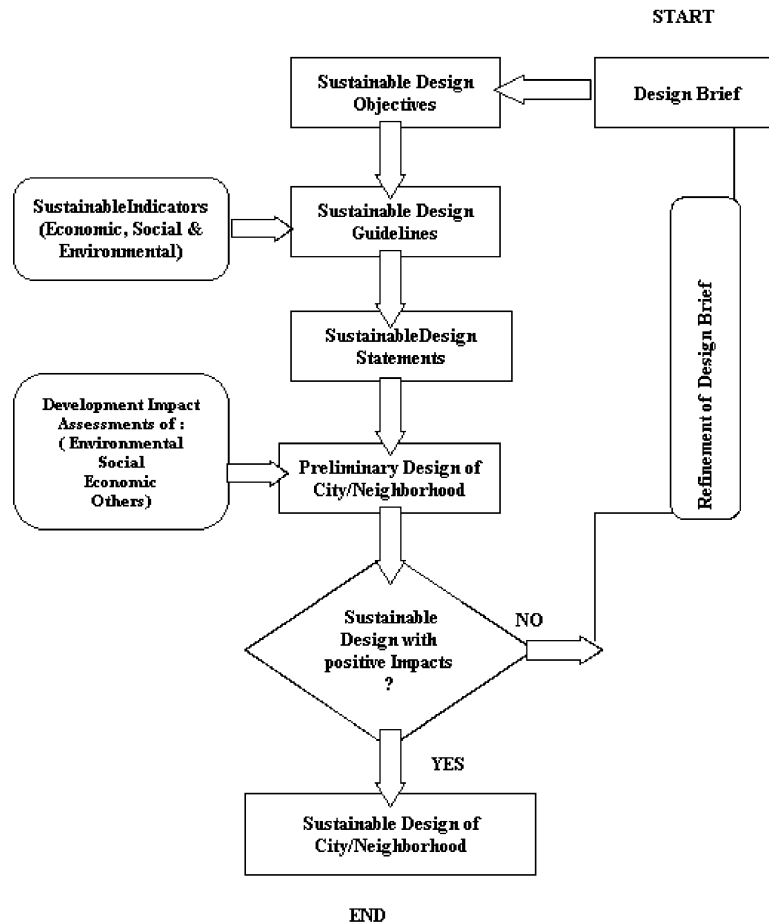 START
Sustainable Design
Objectives
Design Brief
SustainableIndicators
(Economic, Social &
Environmental)
Sustainable Design
Guidelines
SustainableDesign
Statements
Refinement of Design Brief
Development Impact
Assessments of :
( Environmental
Social
Economic
Others)
Preliminary Design of
City/Neighborhood
Sustainable
Design with
positive Impacts
?
NO
YES
Sustainable Design of
City/Neighborhood
END